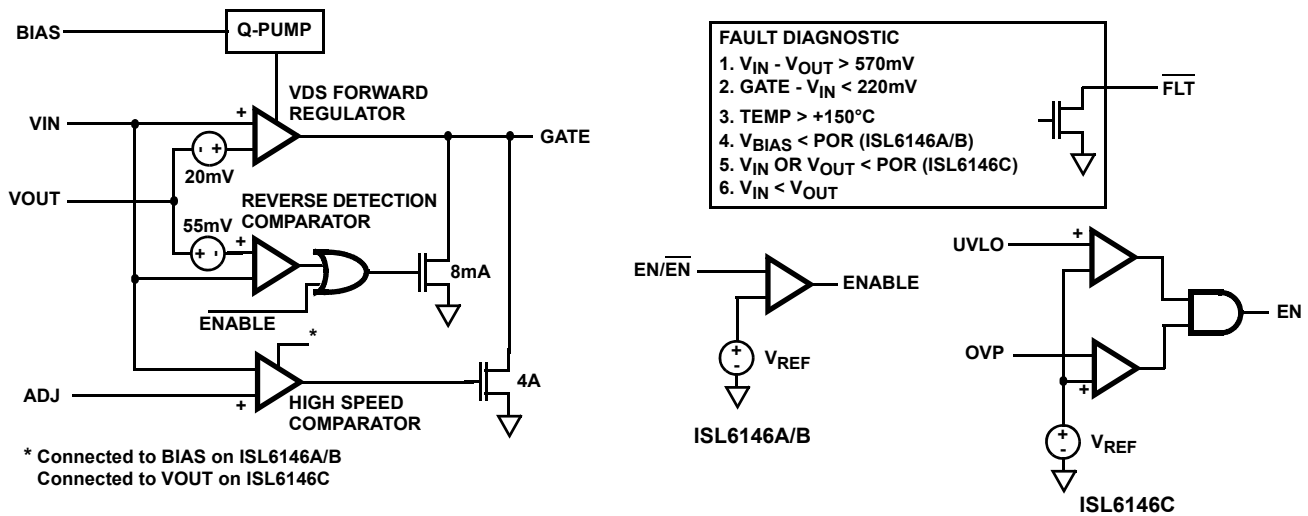 BIAS
Q-PUMP
VDS FORWARD
REGULATOR
+
VIN
GATE
- +
20mV
VOUT
REVERSE DETECTION
COMPARATOR
55mV
+ -
+
8mA
ENABLE
*
4A
ADJ
+
HIGH SPEED
COMPARATOR
* Connected to BIAS on ISL6146A/B
Connected to VOUT on ISL6146C
FAULT DIAGNOSTIC
1. VIN - VOUT > 570mV
2. GATE - VIN < 220mV
3. TEMP > +150°C
4. VBIAS < POR (ISL6146A/B)
5. VIN OR VOUT < POR (ISL6146C)
6. VIN < VOUT
F̅L̅T̅
EN/E̅N̅
ENABLE
+
-
VREF
ISL6146A/B
UVLO
+
EN
OVP
+
+
-
VREF
ISL6146C